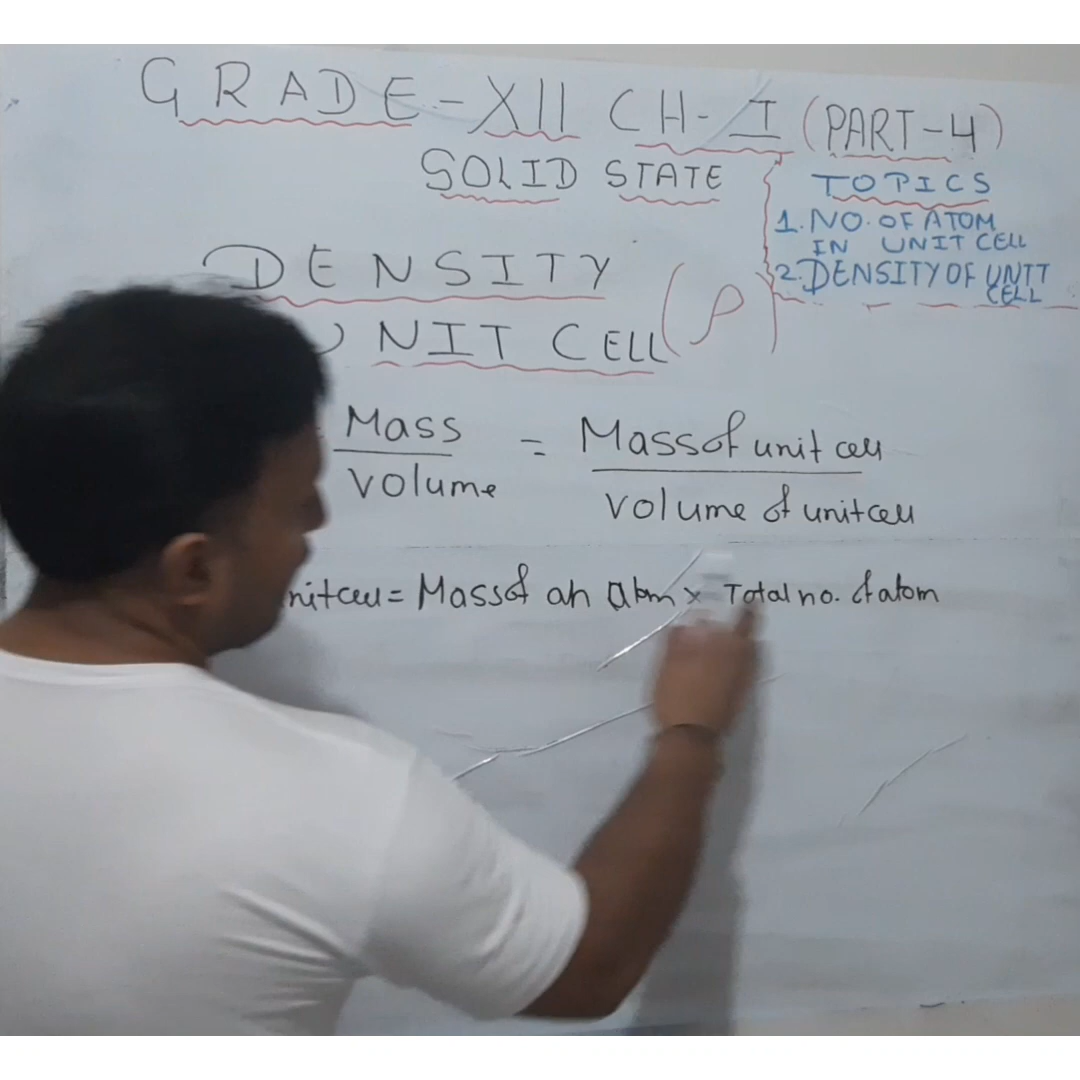 GRADE-XII CH-I (PART-4)
SOLID STATE
TOPICS
1. NO. OF ATOM
IN UNIT CELL
2. DENSITY OF UNIT
CELL
DENSITY
UNIT CELL (ρ)
Mass = Mass of unit cell
Volume Volume of unit cell
nit cell = Mass of an atom × Total no. of atom